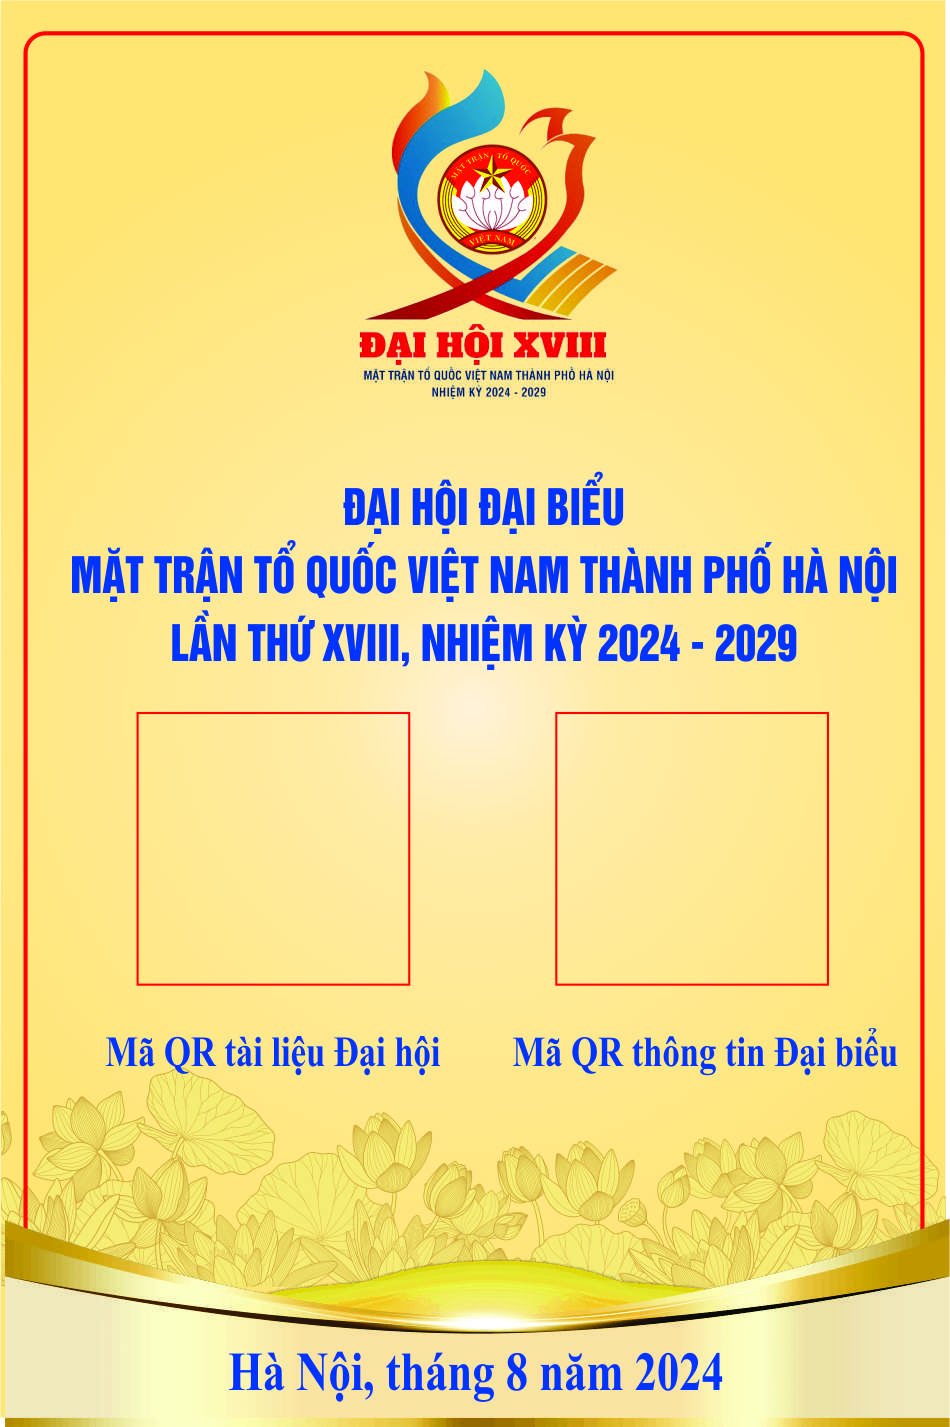 MẶT TRẬN TỔ QUỐC
VIỆT NAM
ĐẠI HỘI XVIII
MẶT TRẬN TỔ QUỐC VIỆT NAM THÀNH PHỐ HÀ NỘI
NHIỆM KỲ 2024 - 2029
ĐẠI HỘI ĐẠI BIỂU
MẶT TRẬN TỔ QUỐC VIỆT NAM THÀNH PHỐ HÀ NỘI
LẦN THỨ XVIII, NHIỆM KỲ 2024 - 2029
Mã QR tài liệu Đại hội
Mã QR thông tin Đại biểu
Hà Nội, tháng 8 năm 2024